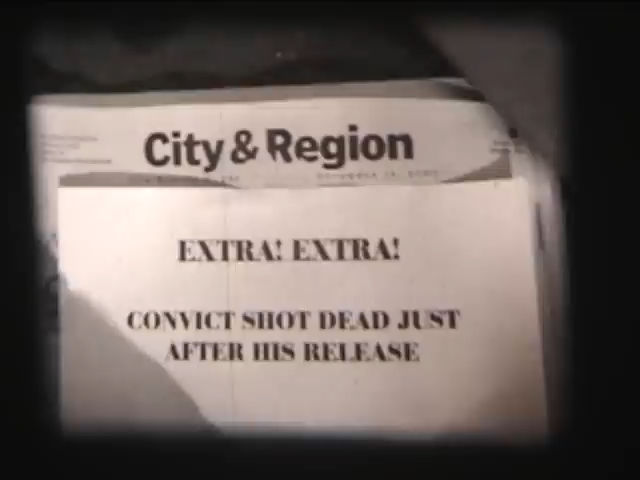 City & Region
EXTRA! EXTRA!
CONVICT SHOT DEAD JUST
AFTER HIS RELEASE